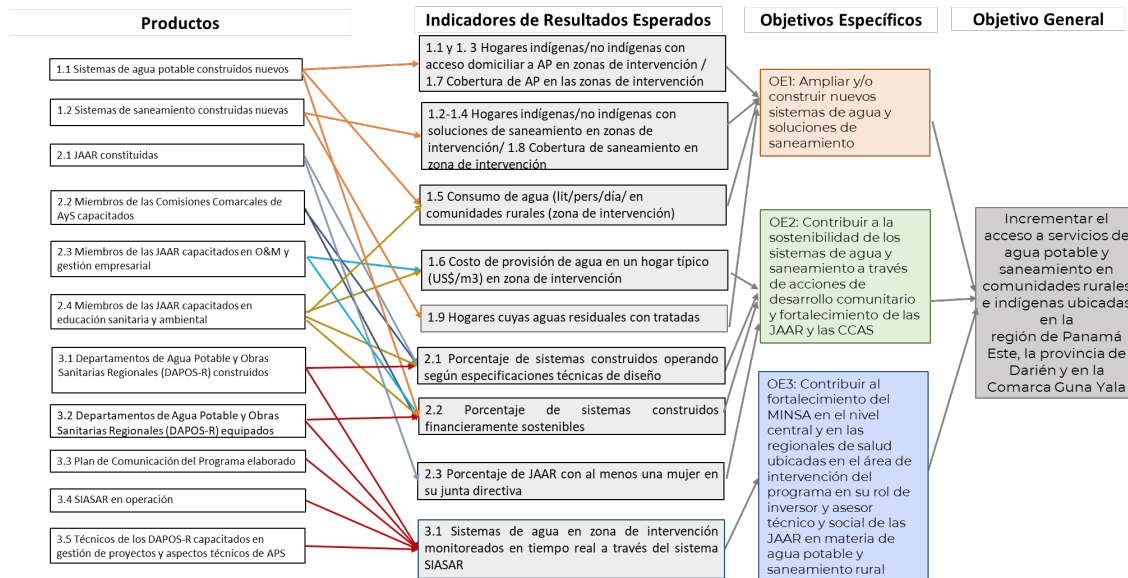 Productos
Indicadores de Resultados Esperados
Objetivos Específicos
Objetivo General
1.1 Sistemas de agua potable construidos nuevos
1.2 Sistemas de saneamiento construidas nuevas
2.1 JAAR constituidas
2.2 Miembros de las Comisiones Comarcales de
AyS capacitados
2.3 Miembros de las JAAR capacitados en O&M y
gestión empresarial
2.4 Miembros de las JAAR capacitados en
educación sanitaria y ambiental
3.1 Departamentos de Agua Potable y Obras
Sanitarias Regionales (DAPOS-R) construidos
3.2 Departamentos de Agua Potable y Obras
Sanitarias Regionales (DAPOS-R) equipados
3.3 Plan de Comunicación del Programa elaborado
3.4 SIASAR en operación
3.5 Técnicos de los DAPOS-R capacitados en
gestión de proyectos y aspectos técnicos de APS
1.1 y 1. 3 Hogares indígenas/no indígenas con
acceso domiciliar a AP en zonas de intervención /
1.7 Cobertura de AP en las zonas de intervención
1.2-1.4 Hogares indígenas/no indígenas con
soluciones de saneamiento en zonas de
intervención/ 1.8 Cobertura de saneamiento en
zona de intervención
1.5 Consumo de agua (lit/pers/día/ en
comunidades rurales (zona de intervención)
1.6 Costo de provisión de agua en un hogar típico
(US$/m3) en zona de intervención
1.9 Hogares cuyas aguas residuales con tratadas
2.1 Porcentaje de sistemas construidos operando
según especificaciones técnicas de diseño
2.2 Porcentaje de sistemas construidos
financieramente sostenibles
2.3 Porcentaje de JAAR con al menos una mujer en
su junta directiva
3.1 Sistemas de agua en zona de intervención
monitoreados en tiempo real a través del sistema
SIASAR
OE1: Ampliar y/o
construir nuevos
sistemas de agua y
soluciones de
saneamiento
OE2: Contribuir a la
sostenibilidad de los
sistemas de agua y
saneamiento a través
de acciones de
desarrollo comunitario
y fortalecimiento de las
JAAR y las CCAS
OE3: Contribuir al
fortalecimiento del
MINSA en el nivel
central y en las
regionales de salud
ubicadas en el área de
intervención del
programa en su rol de
inversor y asesor
técnico y social de las
JAAR en materia de
agua potable y
saneamiento rural
Incrementar el
acceso a servicios de
agua potable y
saneamiento en
comunidades rurales
e indígenas ubicadas
en la
región de Panamá
Este, la provincia de
Darién y en la
Comarca Guna Yala